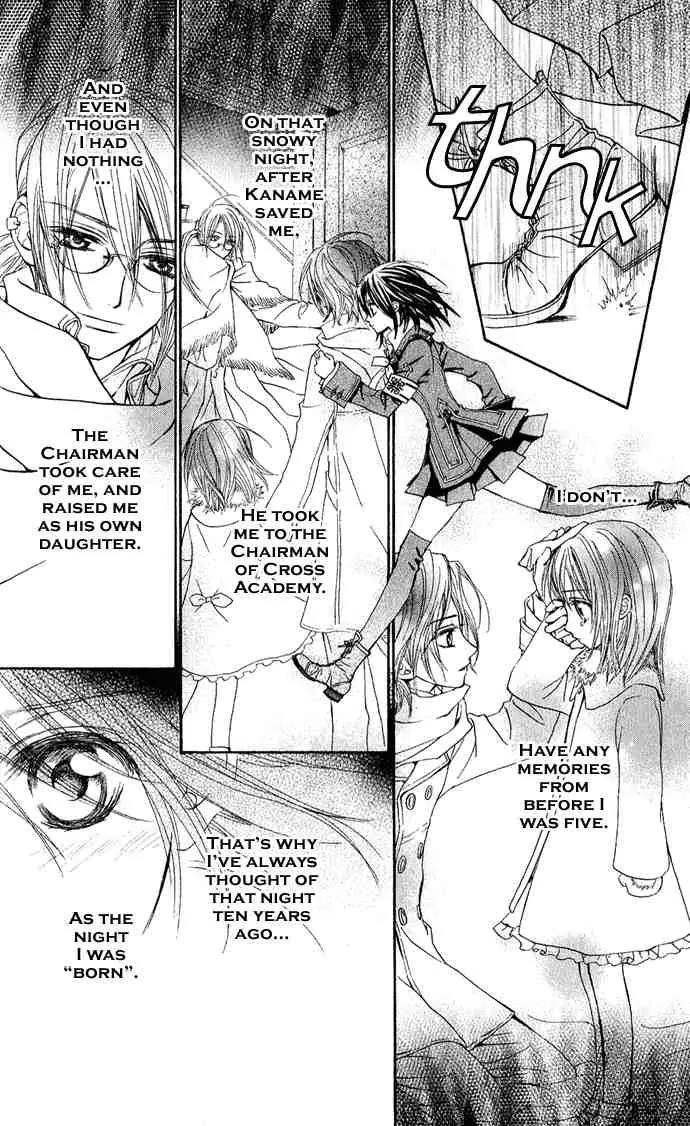 thnk
I DON'T...
HAVE ANY
MEMORIES
FROM
BEFORE I
WAS FIVE.
ON THAT
SNOWY
NIGHT,
AFTER
KANAME
SAVED
ME,
HE TOOK
ME TO THE
CHAIRMAN
OF CROSS
ACADEMY.
AND
EVEN
THOUGH
I HAD
NOTHING
...
THE
CHAIRMAN
TOOK CARE
OF ME, AND
RAISED ME
AS HIS OWN
DAUGHTER.
THAT'S WHY
I'VE ALWAYS
THOUGHT OF
THAT NIGHT
TEN YEARS
AGO...
AS THE
NIGHT
I WAS
"BORN".